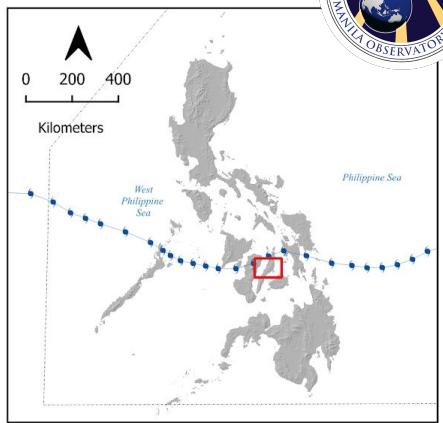 MANILA OBSERVATORY
0 200 400
Kilometers
West
Philippine
Sea
Philippine Sea